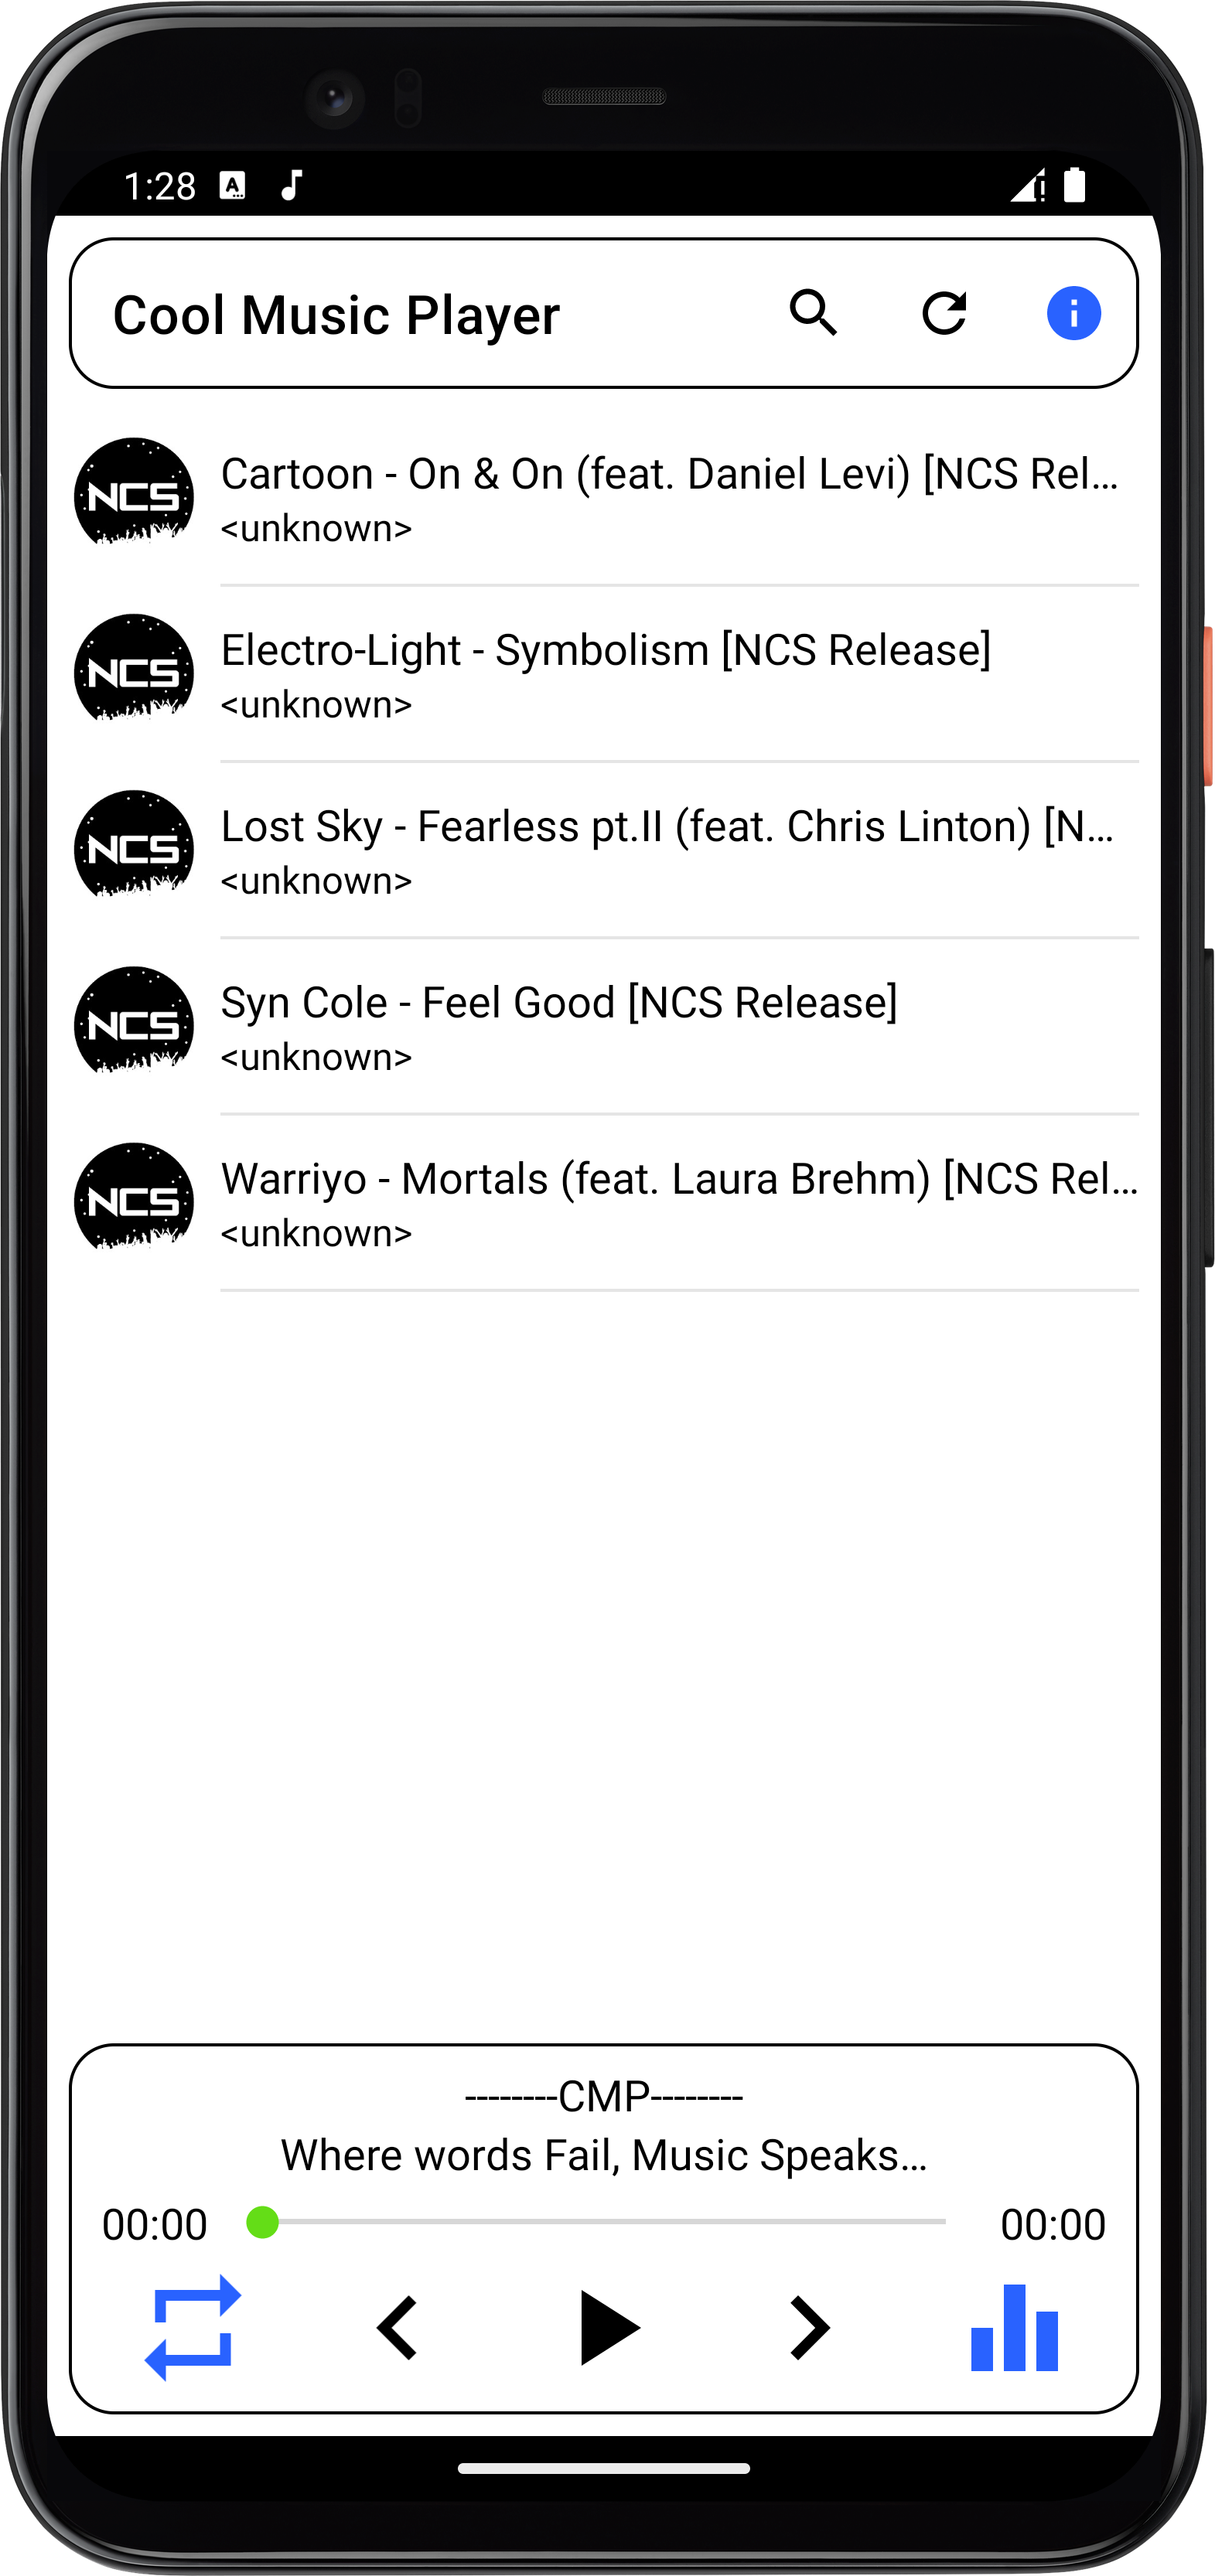 1:28
Cool Music Player
NCS
Cartoon - On & On (feat. Daniel Levi) [NCS Rel...
<unknown>
NCS
Electro-Light - Symbolism [NCS Release]
<unknown>
NCS
Lost Sky - Fearless pt.II (feat. Chris Linton) [N...
<unknown>
NCS
Syn Cole - Feel Good [NCS Release]
<unknown>
NCS
Warriyo - Mortals (feat. Laura Brehm) [NCS Rel...
<unknown>
--------CMP--------
Where words Fail, Music Speaks...
00:00 00:00